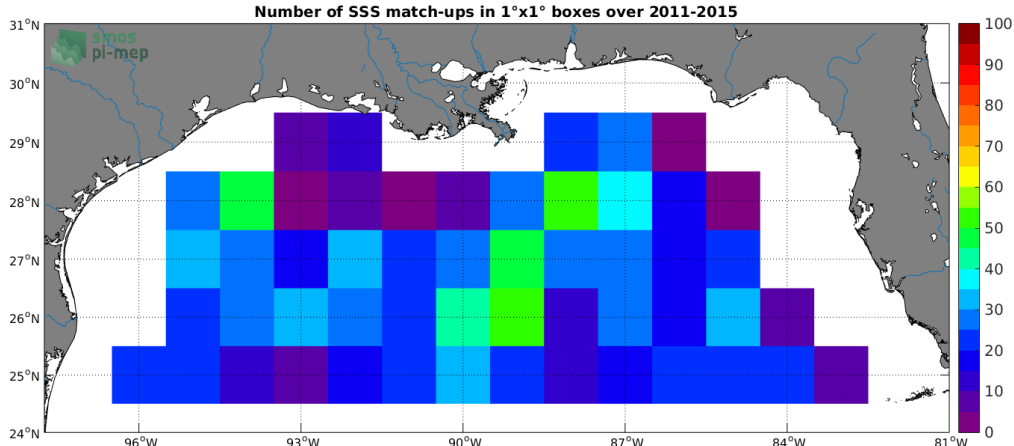 Number of SSS match-ups in 1°x1° boxes over 2011-2015
smos
pi-mep
31°N
30°N
29°N
28°N
27°N
26°N
25°N
24°N
96°W
93°W
90°W
87°W
84°W
81°W
100
90
80
70
60
50
40
30
20
10
0